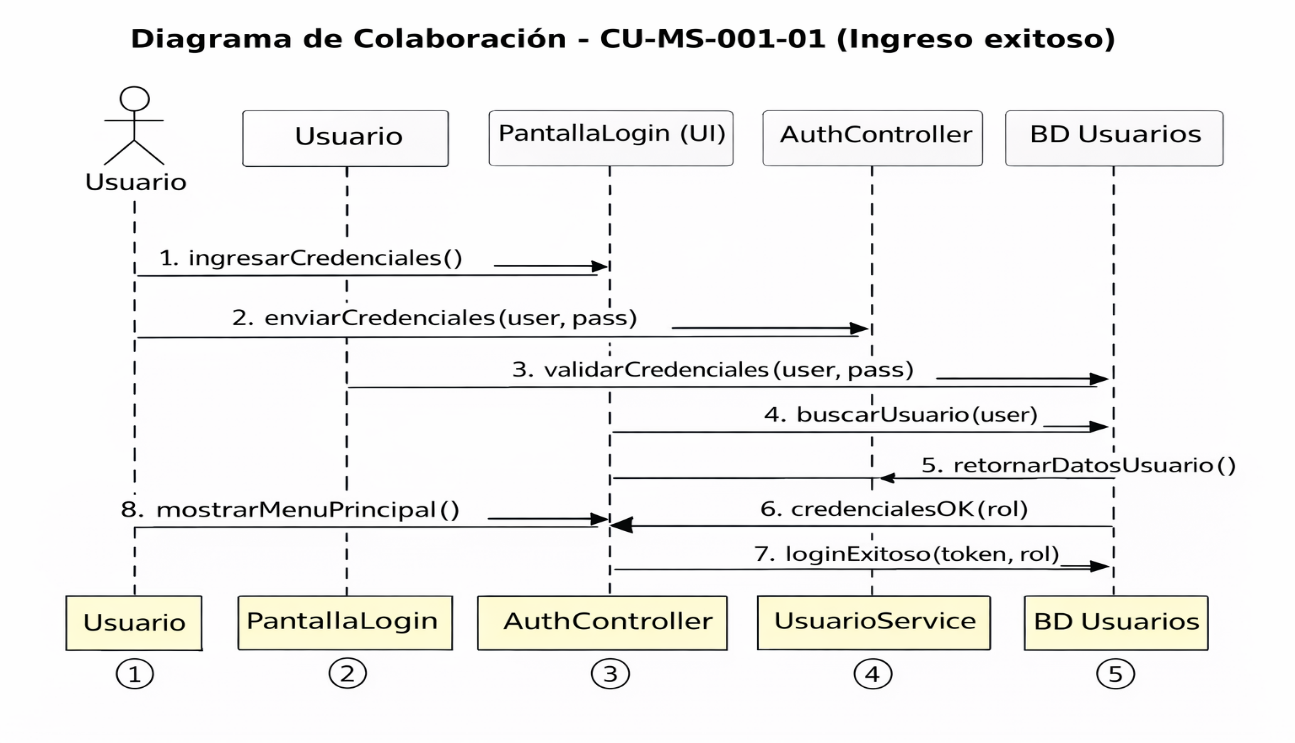 Diagrama de Colaboración - CU-MS-001-01 (Ingreso exitoso)
Usuario
Usuario
PantallaLogin (UI)
AuthController
BD Usuarios
1. ingresarCredenciales()
2. enviarCredenciales(user, pass)
3. validarCredenciales(user, pass)
4. buscarUsuario(user)
5. retornarDatosUsuario()
8. mostrarMenuPrincipal()
6. credencialesOK(rol)
7. loginExitoso(token, rol)
Usuario
PantallaLogin
AuthController
UsuarioService
BD Usuarios
1
2
3
4
5